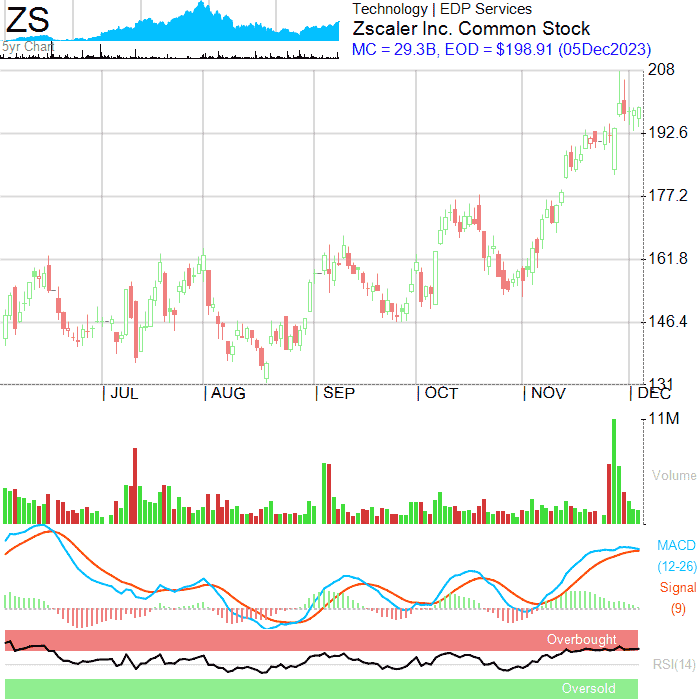 ZS
5yr Chart
Technology | EDP Services
Zscaler Inc. Common Stock
MC = 29.3B, EOD = $198.91 (05Dec2023)
208
192.6
177.2
161.8
146.4
131
JUL AUG SEP OCT NOV DEC
11M
Volume
MACD
(12-26)
Signal
(9)
Overbought
RSI(14)
Oversold